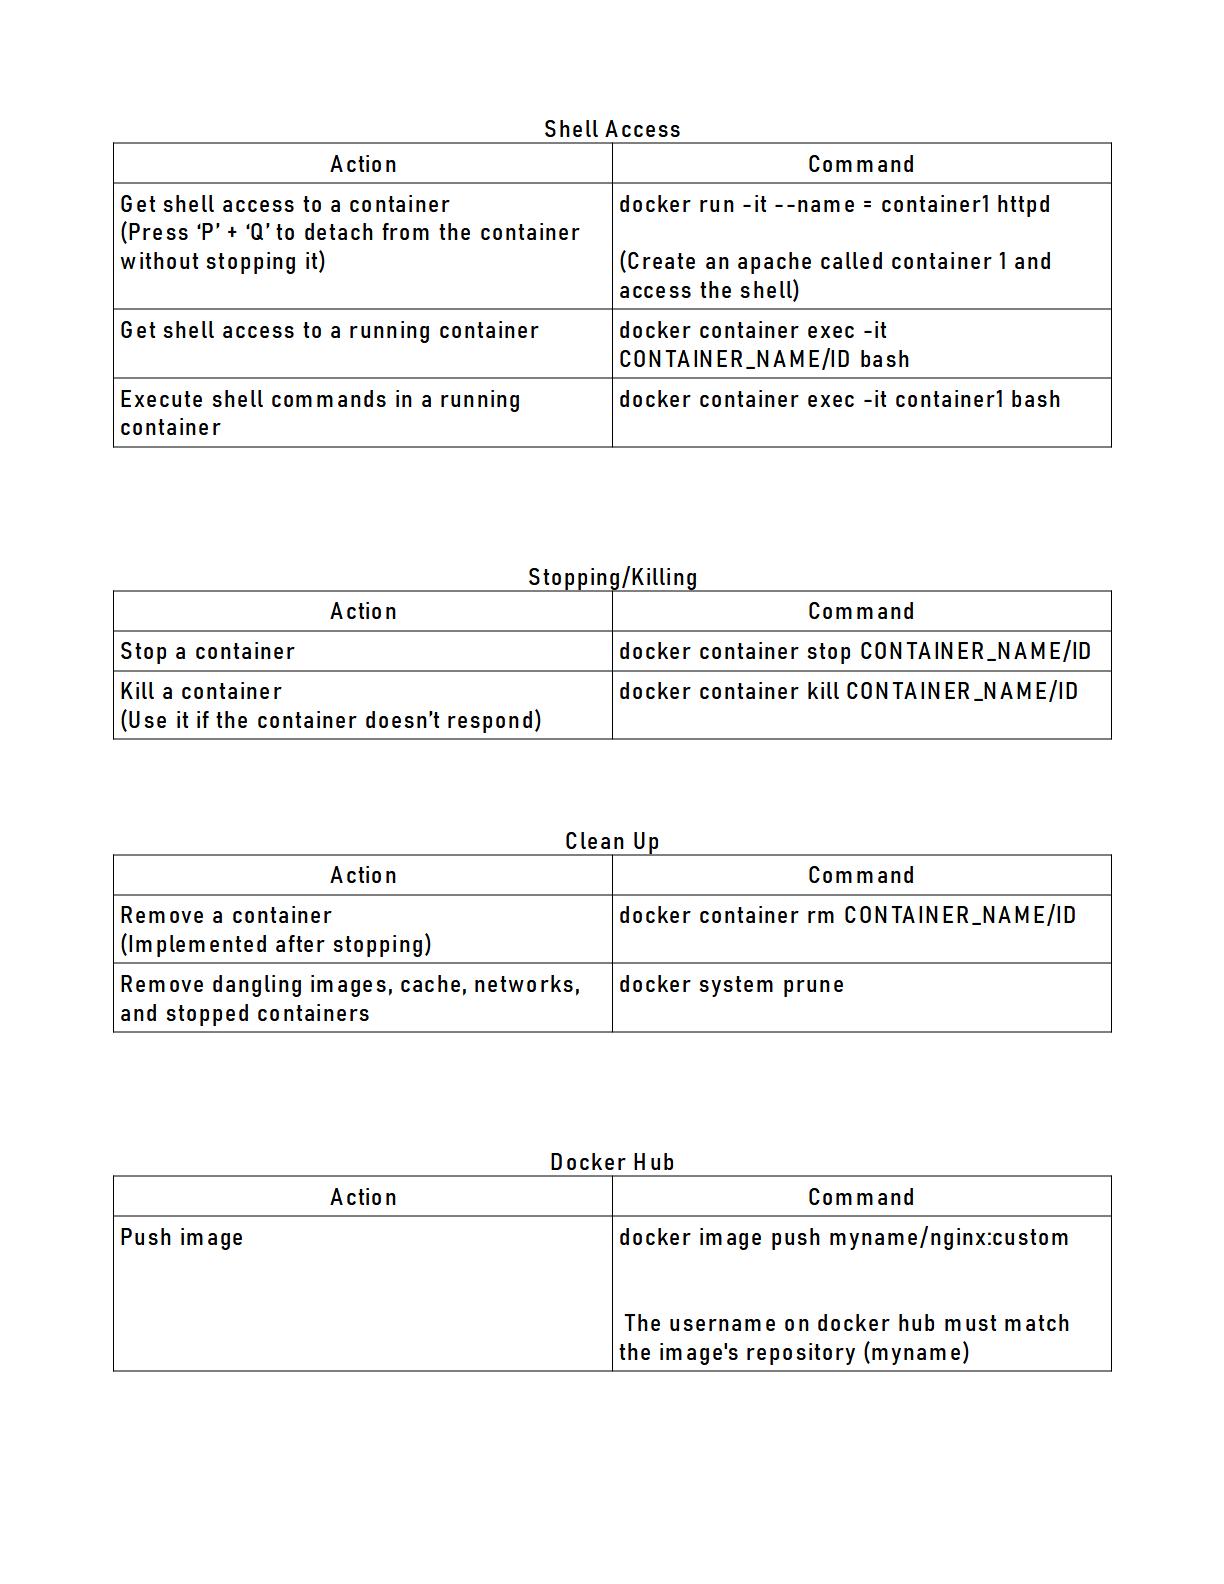 Shell Access
Action
Command
Get shell access to a container
(Press ‘P’ + ‘Q’ to detach from the container
without stopping it)
docker run -it --name = container1 httpd
(Create an apache called container 1 and
access the shell)
Get shell access to a running container
docker container exec -it
CONTAINER_NAME/ID bash
Execute shell commands in a running
container
docker container exec -it container1 bash
Stopping/Killing
Action
Command
Stop a container
docker container stop CONTAINER_NAME/ID
Kill a container
(Use it if the container doesn’t respond)
docker container kill CONTAINER_NAME/ID
Clean Up
Action
Command
Remove a container
(Implemented after stopping)
docker container rm CONTAINER_NAME/ID
Remove dangling images, cache, networks,
and stopped containers
docker system prune
Docker Hub
Action
Command
Push image
docker image push myname/nginx:custom
The username on docker hub must match
the image's repository (myname)